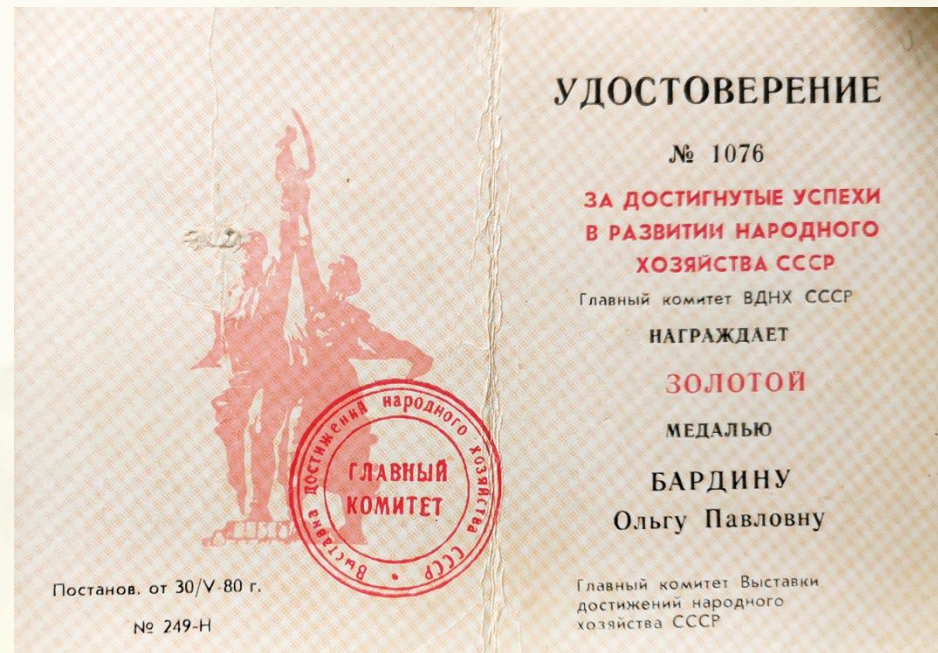 УДОСТОВЕРЕНИЕ
№ 1076
ЗА ДОСТИГНУТЫЕ УСПЕХИ
В РАЗВИТИИ НАРОДНОГО
ХОЗЯЙСТВА СССР
Главный комитет ВДНХ СССР
НАГРАЖДАЕТ
ЗОЛОТОЙ
МЕДАЛЬЮ
БАРДИНУ
Ольгу Павловну
Главный комитет Выставки
достижений народного
хозяйства СССР
Выставка достижений народного хозяйства СССР
ГЛАВНЫЙ
КОМИТЕТ
Постанов. от 30/V-80 г.
№ 249-Н